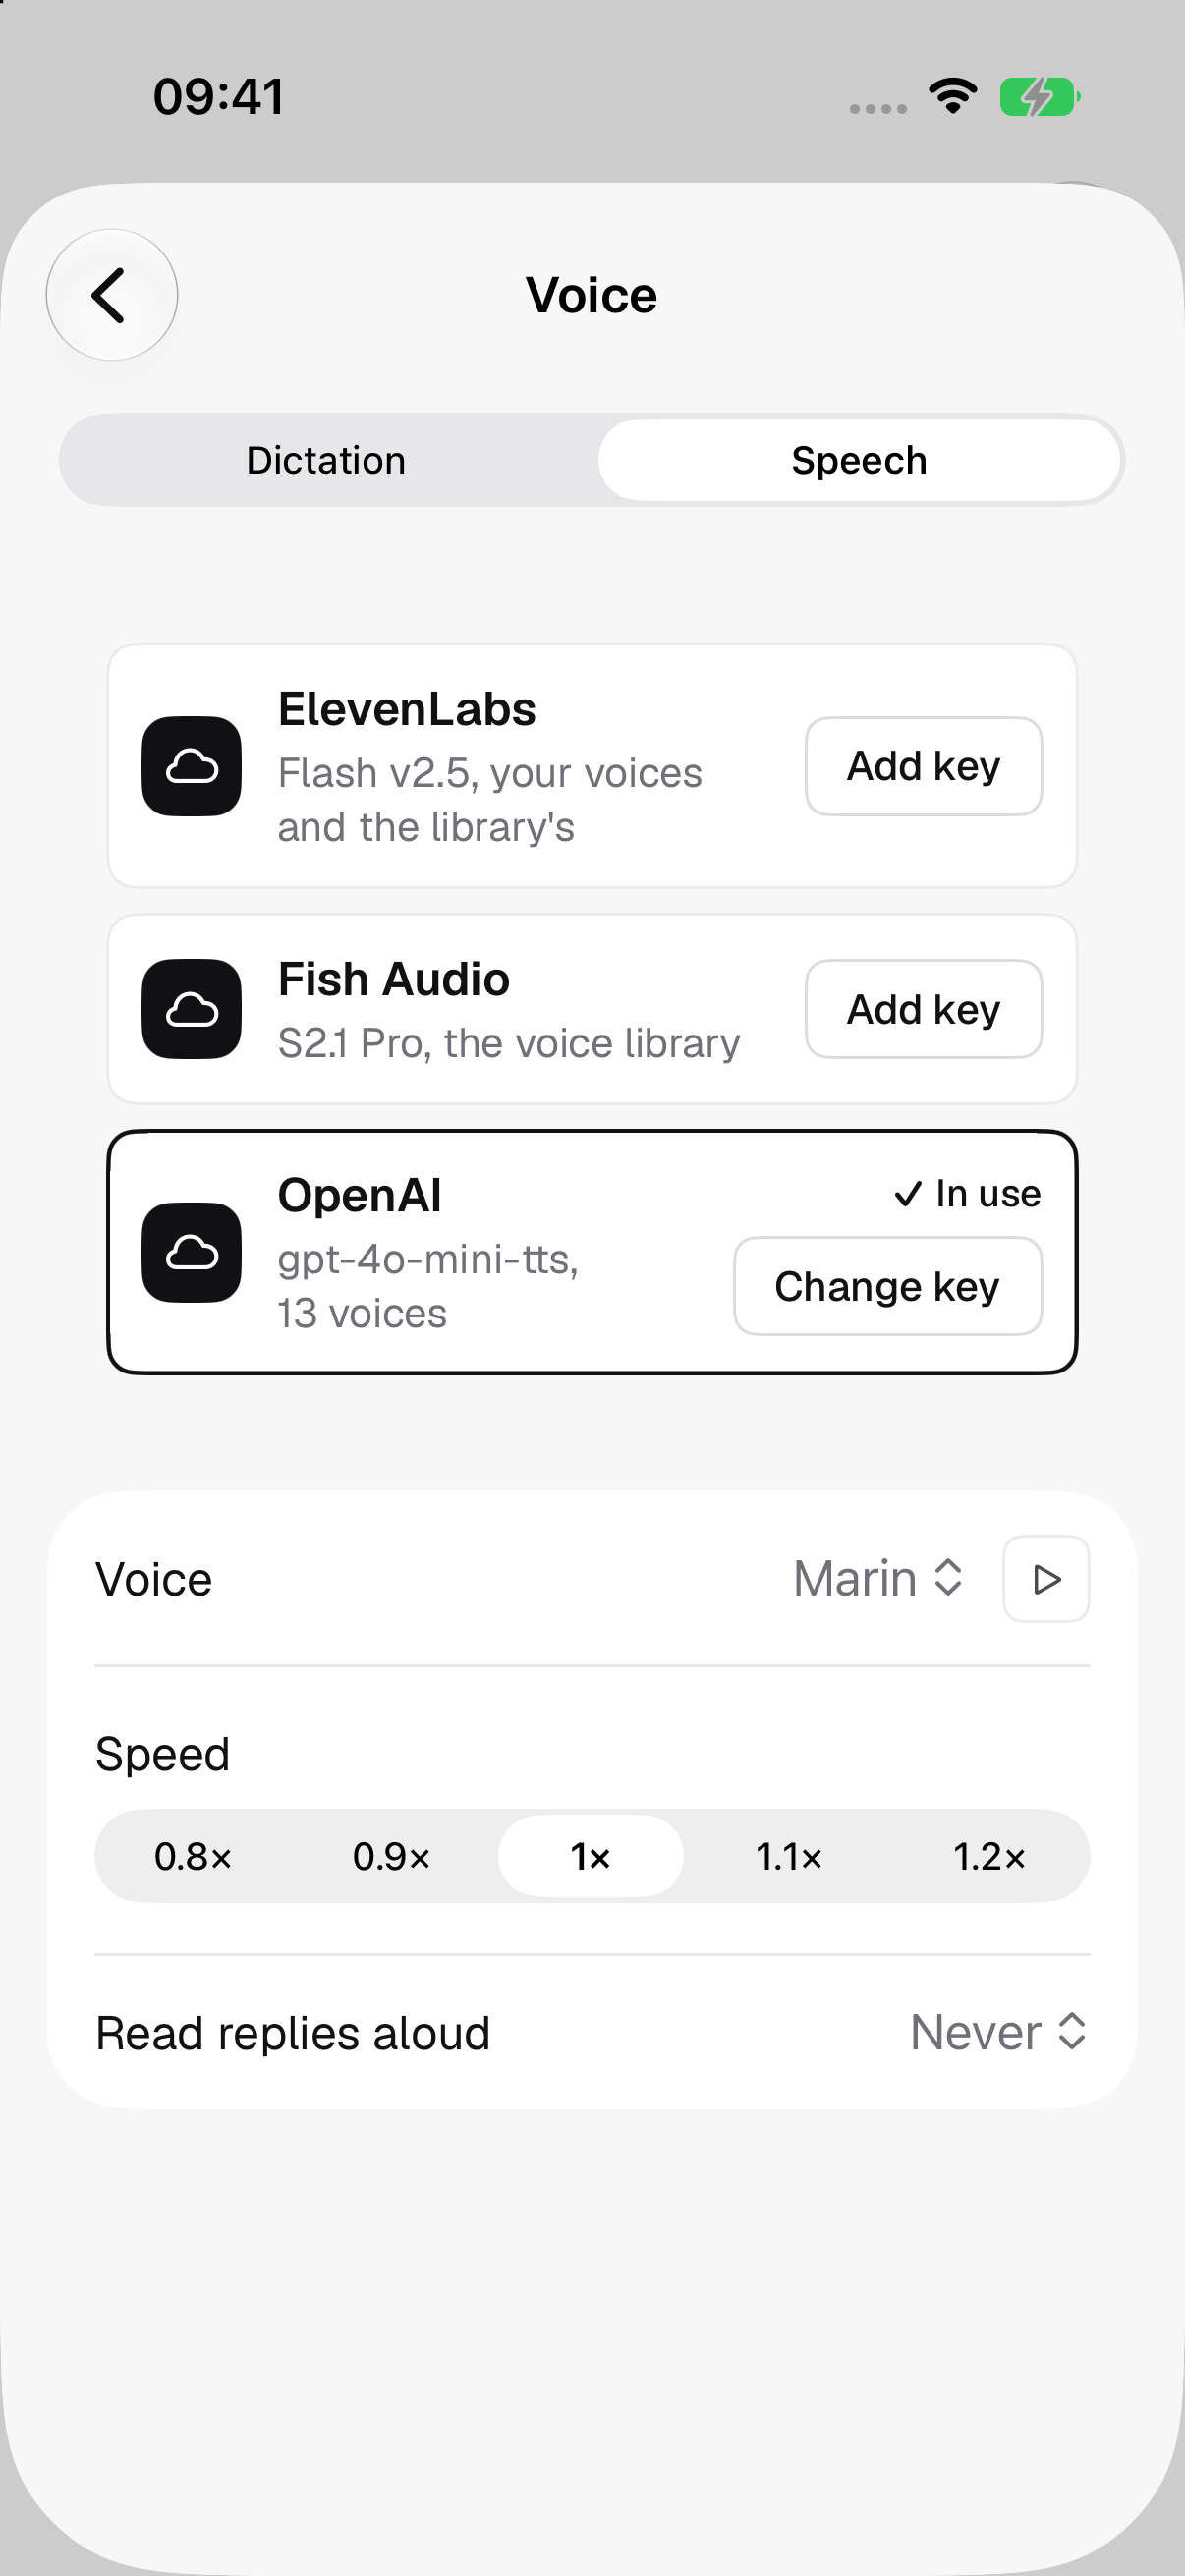 09:41
Voice
Dictation
Speech
ElevenLabs
Flash v2.5, your voices
and the library's
Add key
Fish Audio
S2.1 Pro, the voice library
Add key
OpenAI
gpt-4o-mini-tts,
13 voices
✓ In use
Change key
Voice
Marin
Speed
0.8×
0.9×
1×
1.1×
1.2×
Read replies aloud
Never